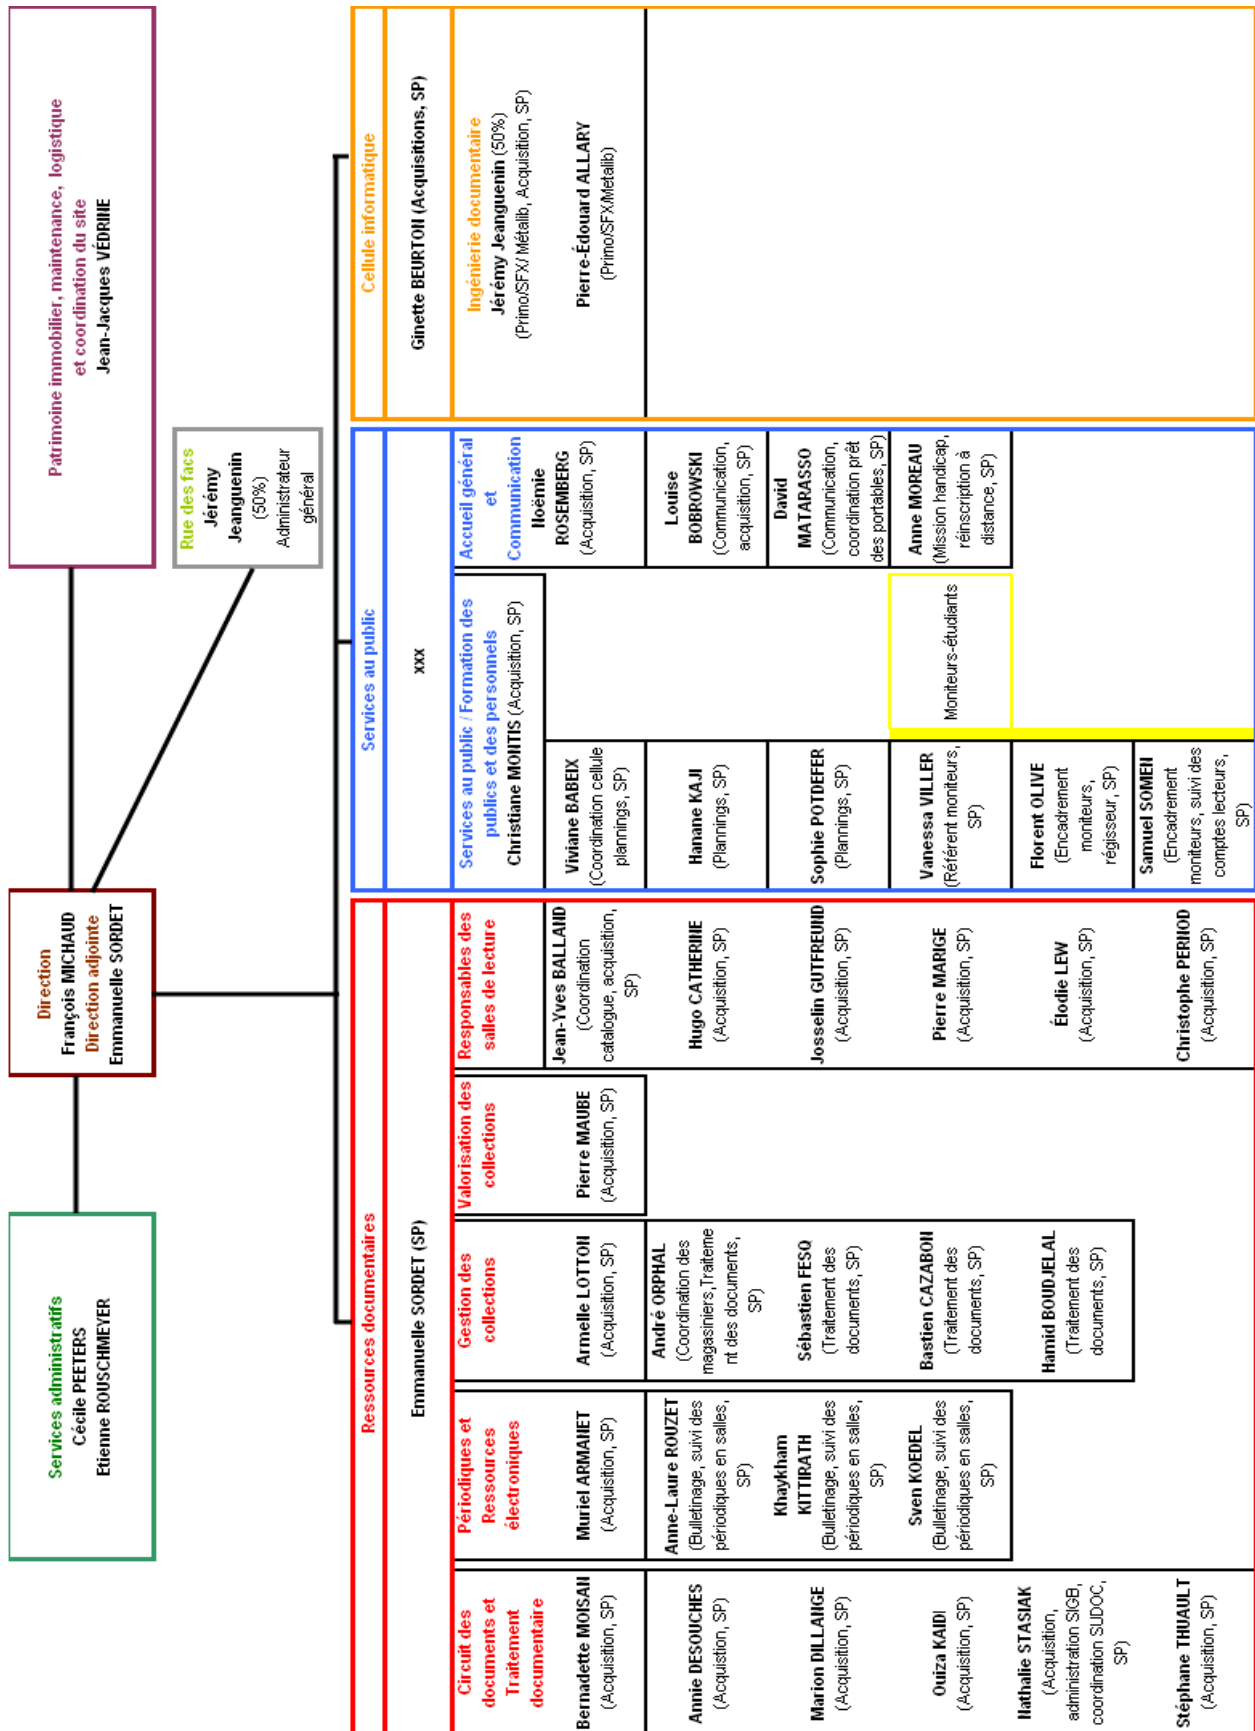 Services administratifs
Cécile PEETERS
Etienne ROUSCHMEYER
Direction
François MICHAUD
Direction adjointe
Emmanuelle SORDET
Patrimoine immobilier, maintenance, logistique
et coordination du site
Jean-Jacques VÉDRINE
Rue des facs
Jérémy
Jeanguenin
(50%)
Administrateur
général
Ressources documentaires
Emmanuelle SORDET (SP)
Circuit des
documents et
Traitement
documentaire
Bernadette MOISAN
(Acquisition, SP)
Annie DESOUCHES
(Acquisition, SP)
Marion DILLANGE
(Acquisition, SP)
Ouiza KAIDI
(Acquisition, SP)
Nathalie STASIAK
(Acquisition,
administration SIGB,
coordination SUDOC,
SP)
Stéphane THUAULT
(Acquisition, SP)
Périodiques et
Ressources
électroniques
Muriel ARMANET
(Acquisition, SP)
Anne-Laure ROUZET
(Bulletinage, suivi des
périodiques en salles,
SP)
Khaykham
KITTIRATH
(Bulletinage, suivi des
périodiques en salles,
SP)
Sven KOEDEL
(Bulletinage, suivi des
périodiques en salles,
SP)
Gestion des
collections
Armelle LOTTON
(Acquisition, SP)
André ORPHAL
(Coordination des
magasiniers,Traiteme
nt des documents,
SP)
Sébastien FESQ
(Traitement des
documents, SP)
Bastien CAZABON
(Traitement des
documents, SP)
Hamid BOUDJELAL
(Traitement des
documents, SP)
Valorisation des
collections
Pierre MAUBE
(Acquisition, SP)
Responsables des
salles de lecture
Jean-Yves BALLAND
(Coordination
catalogue, acquisition,
SP)
Hugo CATHERINE
(Acquisition, SP)
Josselin GUTFREUND
(Acquisition, SP)
Pierre MARIGE
(Acquisition, SP)
Élodie LEW
(Acquisition, SP)
Christophe PERNOD
(Acquisition, SP)
Services au public
xxx
Services au public / Formation des
publics et des personnels
Christiane MONTIS (Acquisition, SP)
Viviane BABEIX
(Coordination cellule
plannings, SP)
Hanane KAJI
(Plannings, SP)
Sophie POTDEFER
(Plannings, SP)
Vanessa VILLER
(Référent moniteurs,
SP)
Florent OLIVE
(Encadrement
moniteurs,
régisseur, SP)
Samuel SOMEN
(Encadrement
moniteurs, suivi des
comptes lecteurs,
SP)
Moniteurs-étudiants
Accueil général
et
Communication
Noëmie
ROSEMBERG
(Acquisition, SP)
Louise
BOBROWSKI
(Communication,
acquisition, SP)
David
MATARASSO
(Communication,
coordination prêt
des portables, SP)
Anne MOREAU
(Mission handicap,
réinscription à
distance, SP)
Cellule informatique
Ginette BEURTON (Acquisitions, SP)
Ingénierie documentaire
Jérémy Jeanguenin (50%)
(Primo/SFX/ Métalib, Acquisition, SP)
Pierre-Édouard ALLARY
(Primo/SFX/Metalib)